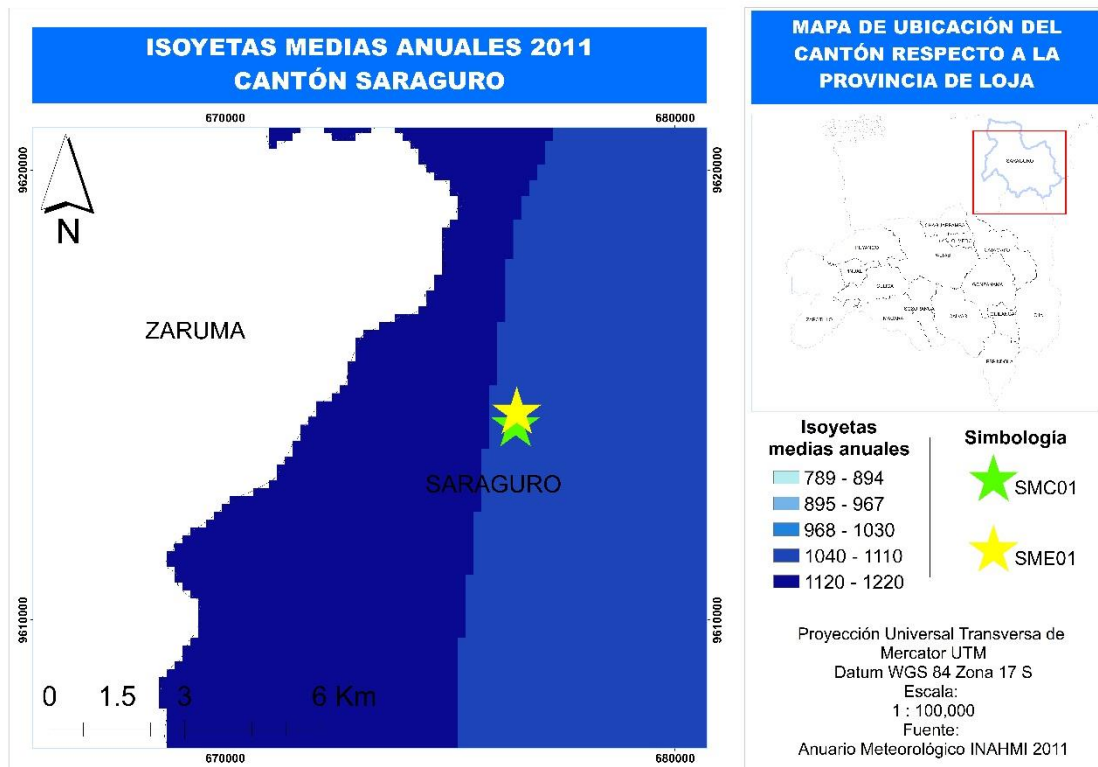 ISOYETAS MEDIAS ANUALES 2011
CANTÓN SARAGURO
670000
680000
9620000
9620000
N
ZARUMA
SARAGURO
9610000
9610000
0 1.5 3 6 Km
670000
680000
MAPA DE UBICACIÓN DEL
CANTÓN RESPECTO A LA
PROVINCIA DE LOJA
SARAGURO
Isoyetas
medias anuales
789 - 894
895 - 967
968 - 1030
1040 - 1110
1120 - 1220
Simbología
SMC01
SME01
Proyección Universal Transversa de
Mercator UTM
Datum WGS 84 Zona 17 S
Escala:
1 : 100,000
Fuente:
Anuario Meteorológico INAHMI 2011